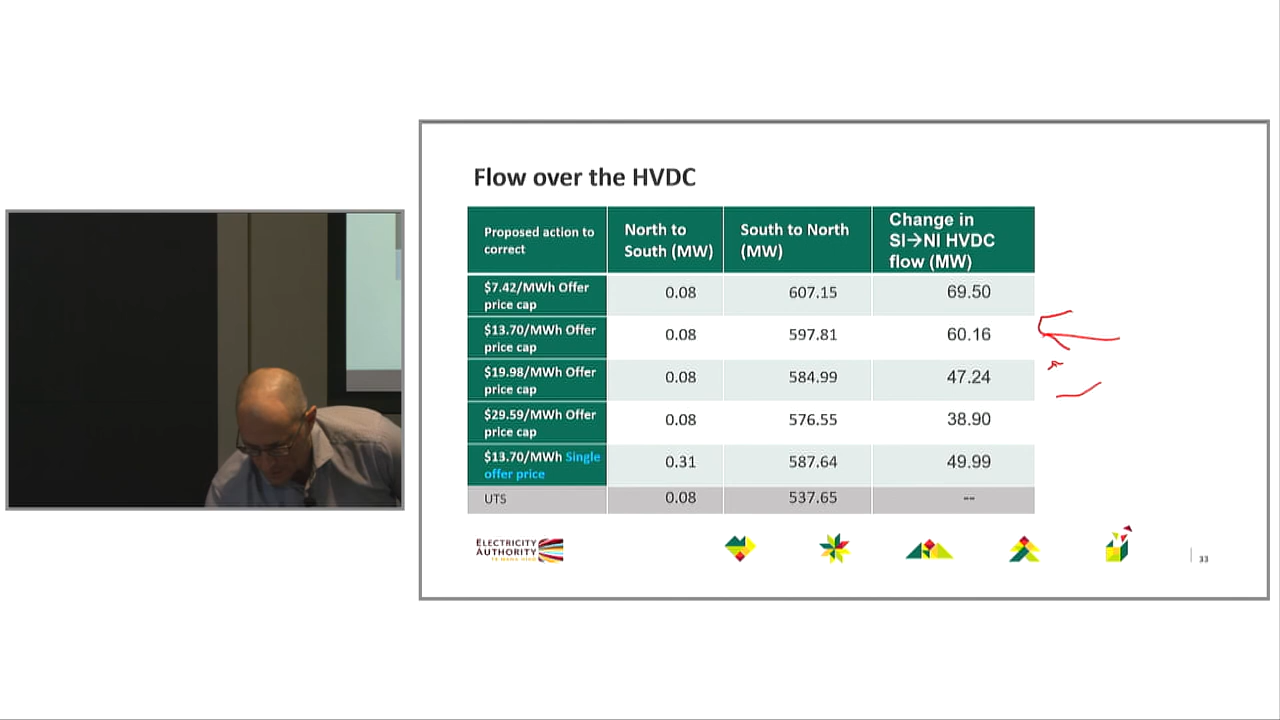 Flow over the HVDC
Proposed action to
correct
North to
South (MW)
South to North
(MW)
Change in
SI→NI HVDC
flow (MW)
$7.42/MWh Offer
price cap
0.08
607.15
69.50
$13.70/MWh Offer
price cap
0.08
597.81
60.16
$19.98/MWh Offer
price cap
0.08
584.99
47.24
$29.59/MWh Offer
price cap
0.08
576.55
38.90
$13.70/MWh Single
offer price
0.31
587.64
49.99
UTS
0.08
537.65
--
ELECTRICITY
AUTHORITY
33